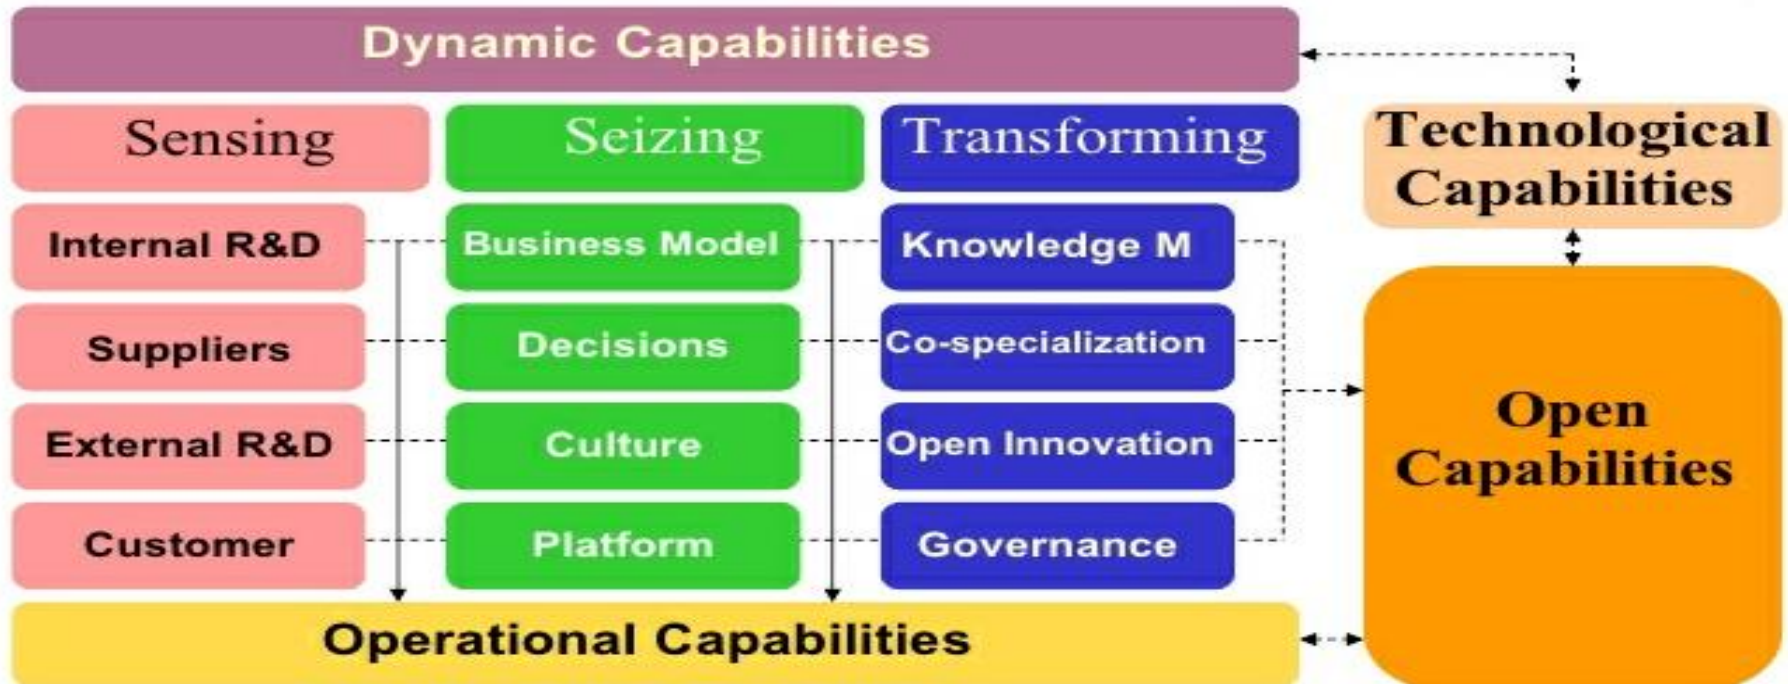 Dynamic Capabilities
Sensing
Seizing
Transforming
Technological
Capabilities
Internal R&D
Business Model
Knowledge M
Suppliers
Decisions
Co-specialization
External R&D
Culture
Open Innovation
Customer
Platform
Governance
Open
Capabilities
Operational Capabilities